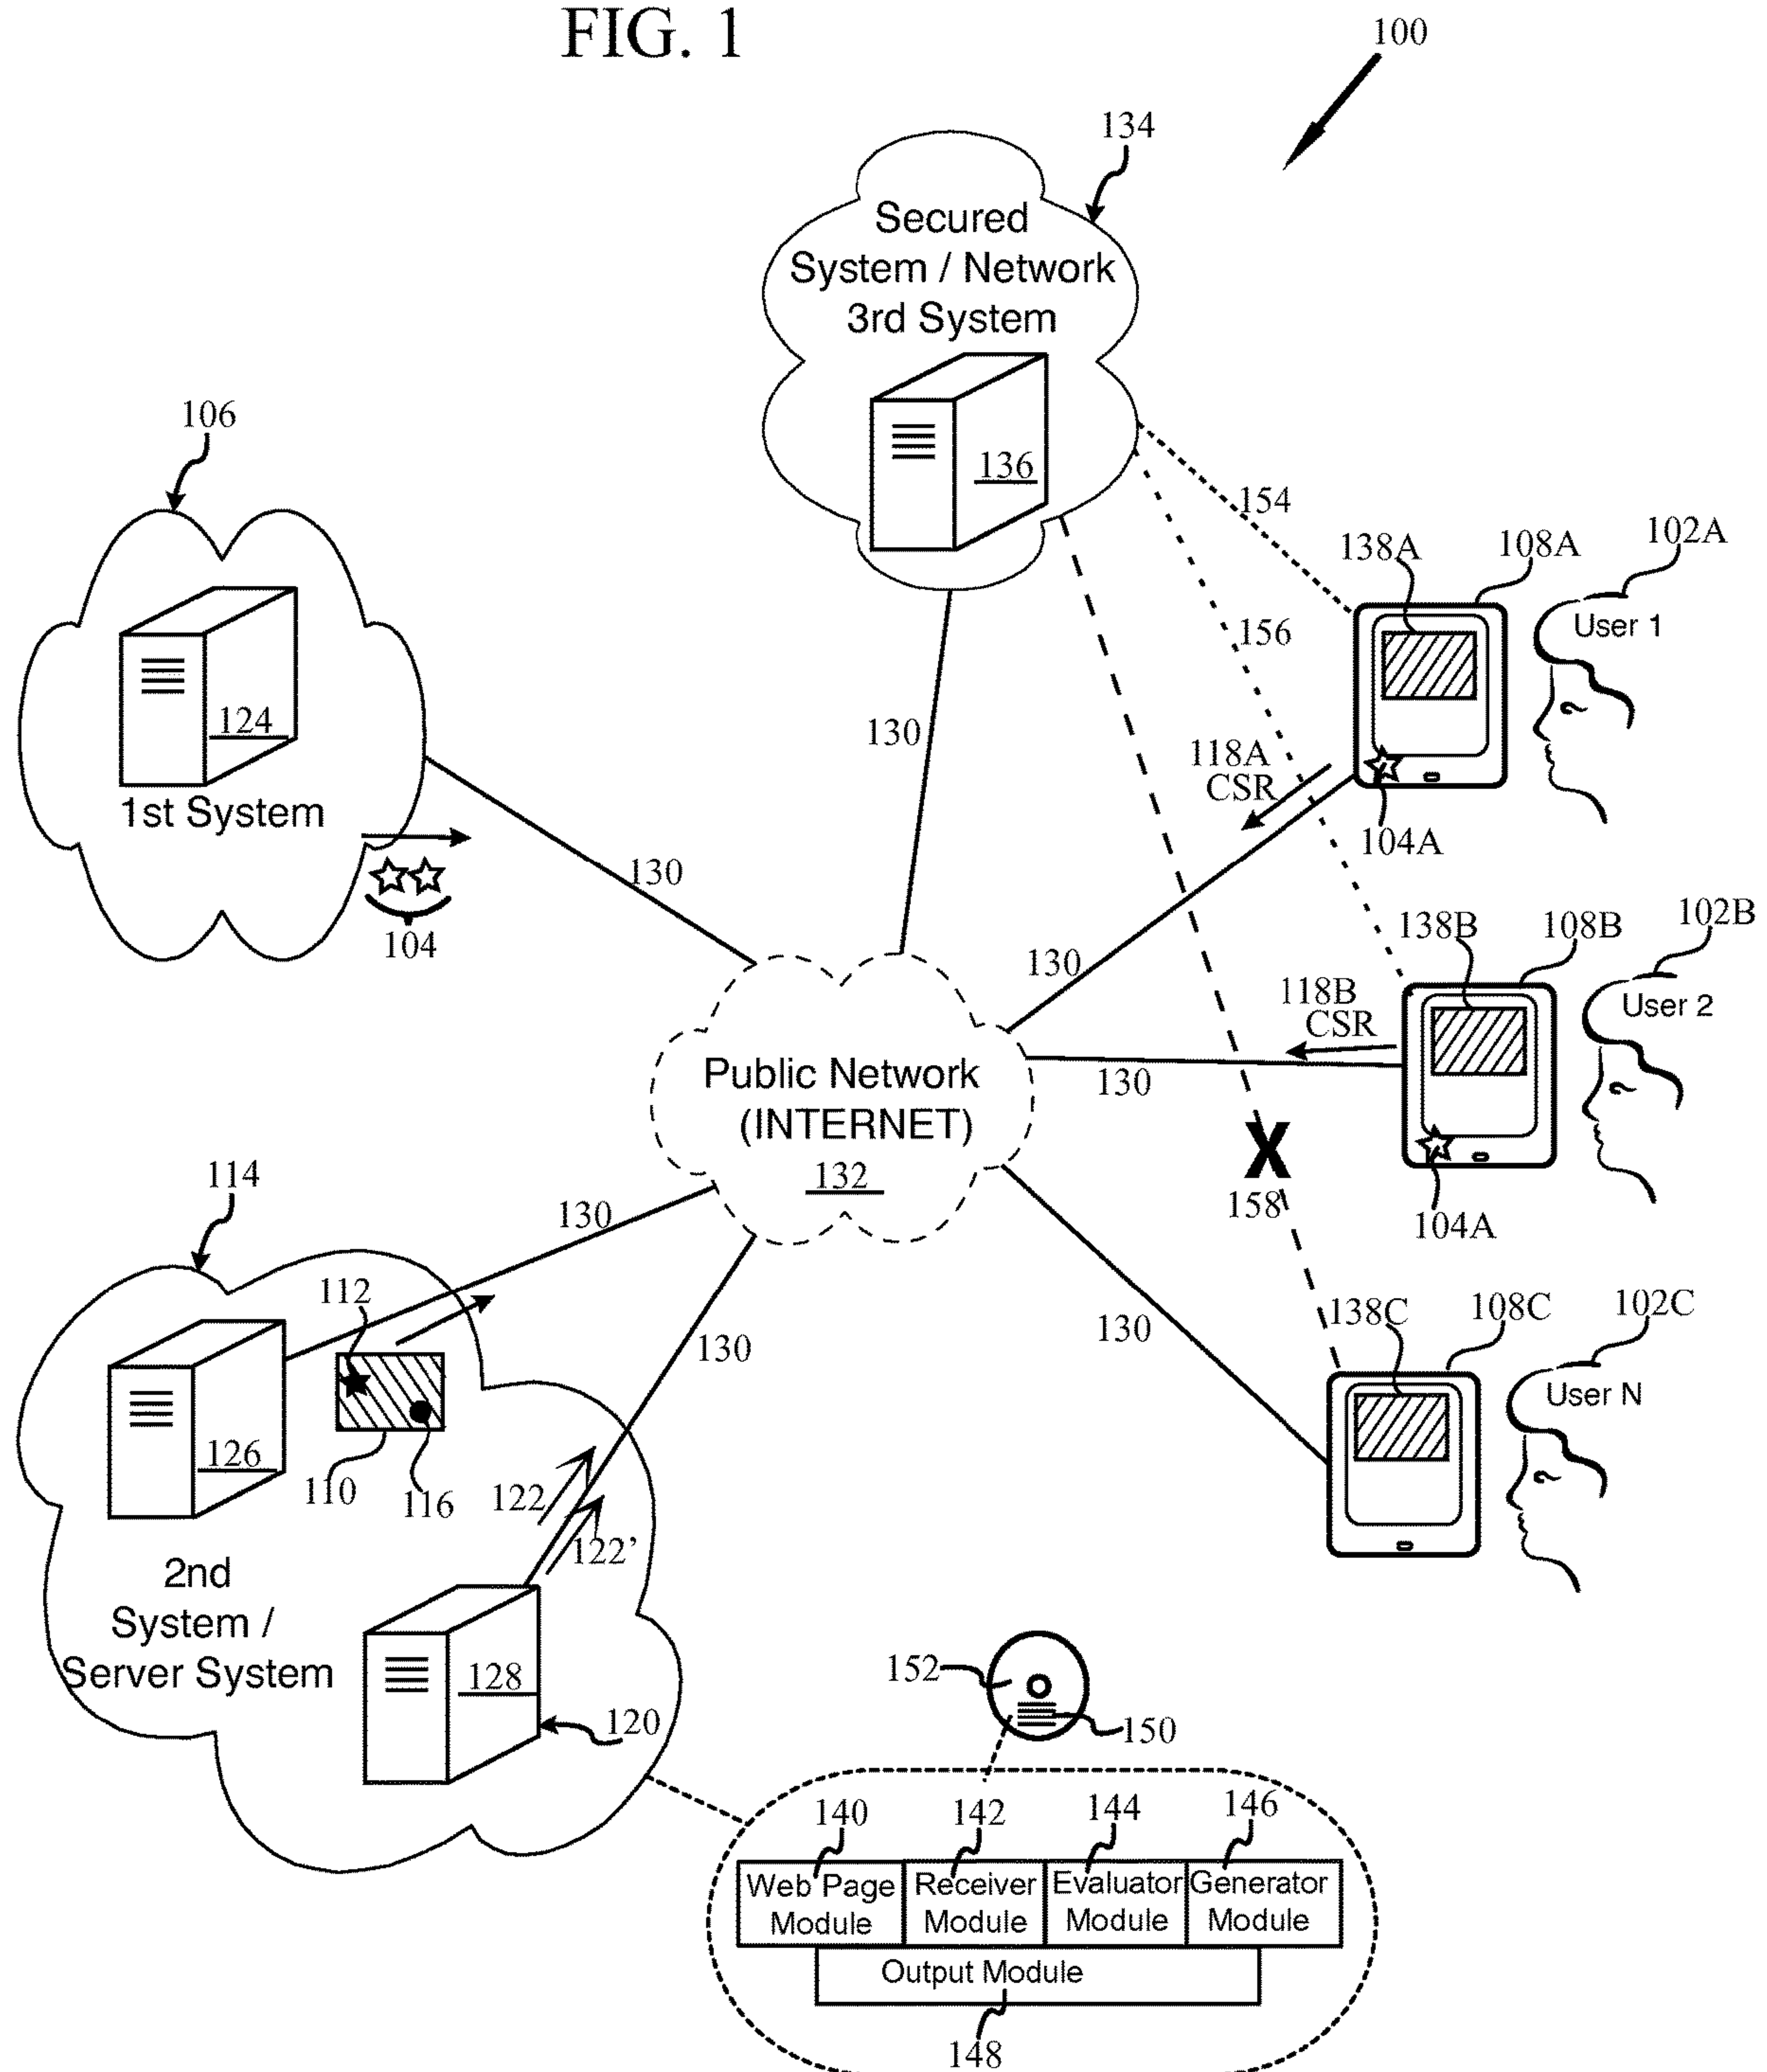 FIG. 1
100
134
Secured
System / Network
3rd System
136
106
124
1st System
104
130
130
154
156
138A
108A
102A
User 1
118A
CSR
104A
130
138B
108B
102B
User 2
118B
CSR
130
104A
Public Network
(INTERNET)
132
158
114
130
112
126
110
116
130
122
122’
2nd
System /
Server System
128
120
130
138C
108C
102C
User N
152
150
140
142
144
146
Web Page
Module
Receiver
Module
Evaluator
Module
Generator
Module
Output Module
148